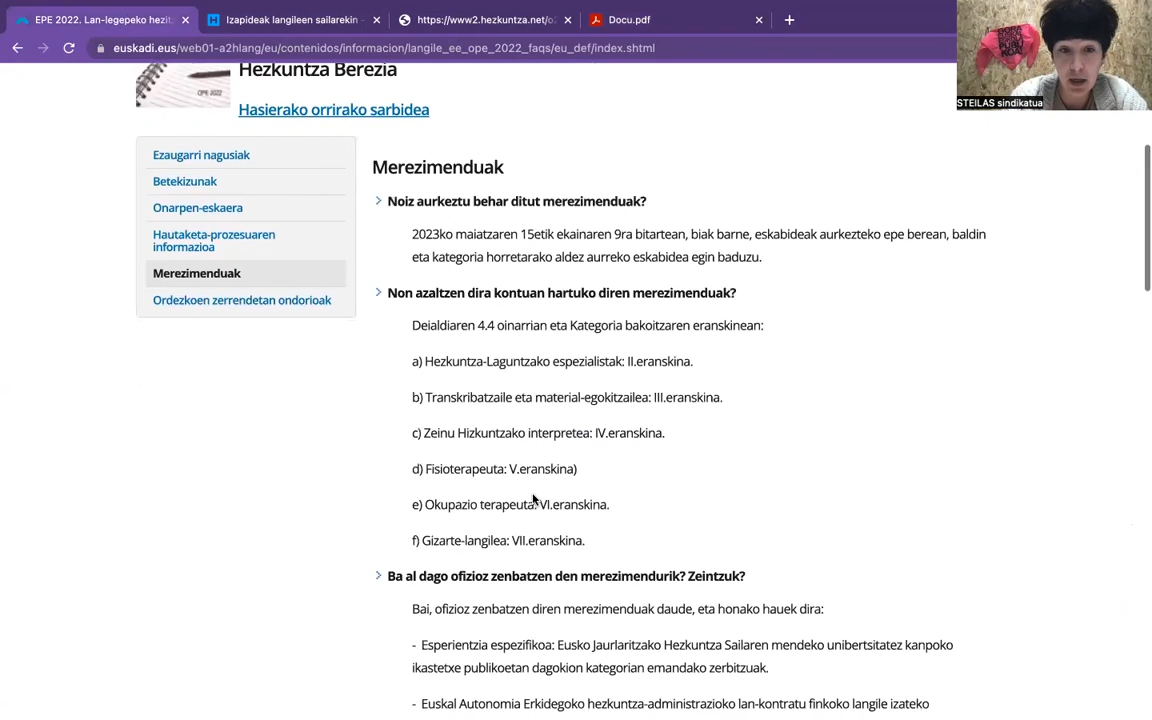 EPE 2022. Lan-legepeko hezit
Izapideak langileen sailarekin
https://www2.hezkuntza.net/o
Docu.pdf
euskadi.eus/web01-a2hlang/eu/contenidos/informacion/langile_ee_ope_2022_faqs/eu_def/index.shtml
STEILAS sindikatua
OPE 2022
Hezkuntza Berezia
Hasierako orrirako sarbidea
Ezaugarri nagusiak
Betekizunak
Onarpen-eskaera
Hautaketa-prozesuaren
informazioa
Merezimenduak
Ordezkoen zerrendetan ondorioak
Merezimenduak
Noiz aurkeztu behar ditut merezimenduak?
2023ko maiatzaren 15etik ekainaren 9ra bitartean, biak barne, eskabideak aurkezteko epe berean, baldin
eta kategoria horretarako aldez aurreko eskabidea egin baduzu.
Non azaltzen dira kontuan hartuko diren merezimenduak?
Deialdiaren 4.4 oinarrian eta Kategoria bakoitzaren eranskinean:
a) Hezkuntza-Laguntzako espezialistak: II.eranskina.
b) Transkribatzaile eta material-egokitzailea: III.eranskina.
c) Zeinu Hizkuntzako interpretea: IV.eranskina.
d) Fisioterapeuta: V.eranskina)
e) Okupazio terapeuta: VI.eranskina.
f) Gizarte-langilea: VII.eranskina.
Ba al dago ofizioz zenbatzen den merezimendurik? Zeintzuk?
Bai, ofizioz zenbatzen diren merezimenduak daude, eta honako hauek dira:
- Esperientzia espezifikoa: Eusko Jaurlaritzako Hezkuntza Sailaren mendeko unibertsitatez kanpoko
ikastetxe publikoetan dagokion kategorian emandako zerbitzuak.
- Euskal Autonomia Erkidegoko hezkuntza-administrazioko lan-kontratu finkoko langile izateko